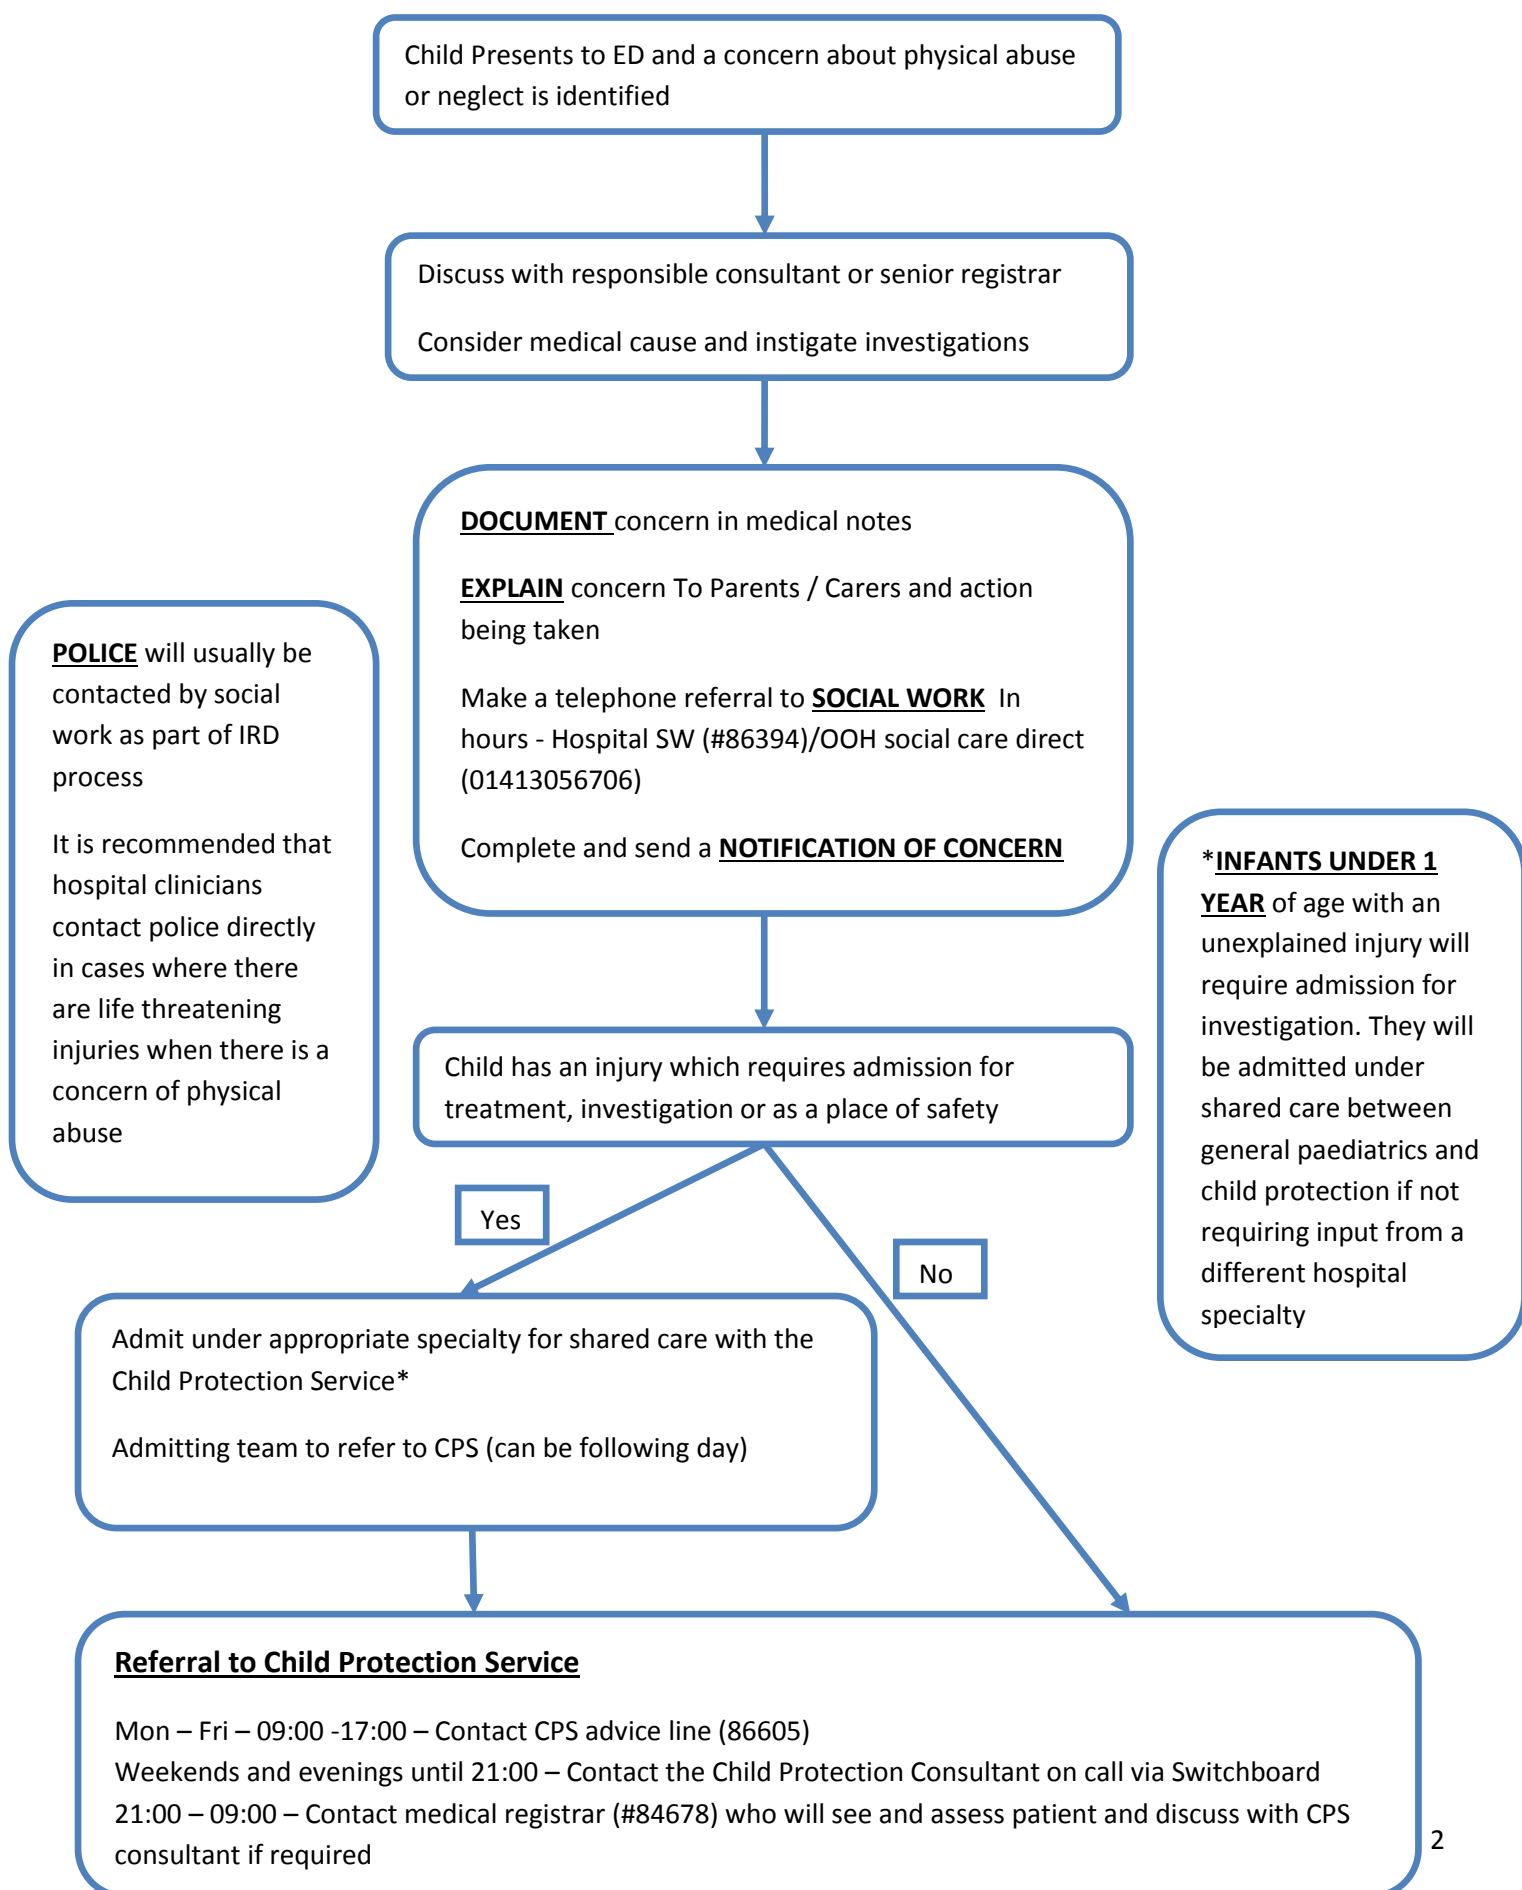 Child Presents to ED and a concern about physical abuse
or neglect is identified
Discuss with responsible consultant or senior registrar
Consider medical cause and instigate investigations
DOCUMENT concern in medical notes
EXPLAIN concern To Parents / Carers and action
being taken
Make a telephone referral to SOCIAL WORK  In
hours - Hospital SW (#86394)/OOH social care direct
(01413056706)
Complete and send a NOTIFICATION OF CONCERN
POLICE will usually be
contacted by social
work as part of IRD
process
It is recommended that
hospital clinicians
contact police directly
in cases where there
are life threatening
injuries when there is a
concern of physical
abuse
*INFANTS UNDER 1
YEAR of age with an
unexplained injury will
require admission for
investigation. They will
be admitted under
shared care between
general paediatrics and
child protection if not
requiring input from a
different hospital
specialty
Child has an injury which requires admission for
treatment, investigation or as a place of safety
Yes
No
Admit under appropriate specialty for shared care with the
Child Protection Service*
Admitting team to refer to CPS (can be following day)
Referral to Child Protection Service
Mon – Fri – 09:00 -17:00 – Contact CPS advice line (86605)
Weekends and evenings until 21:00 – Contact the Child Protection Consultant on call via Switchboard
21:00 – 09:00 – Contact medical registrar (#84678) who will see and assess patient and discuss with CPS
consultant if required
2